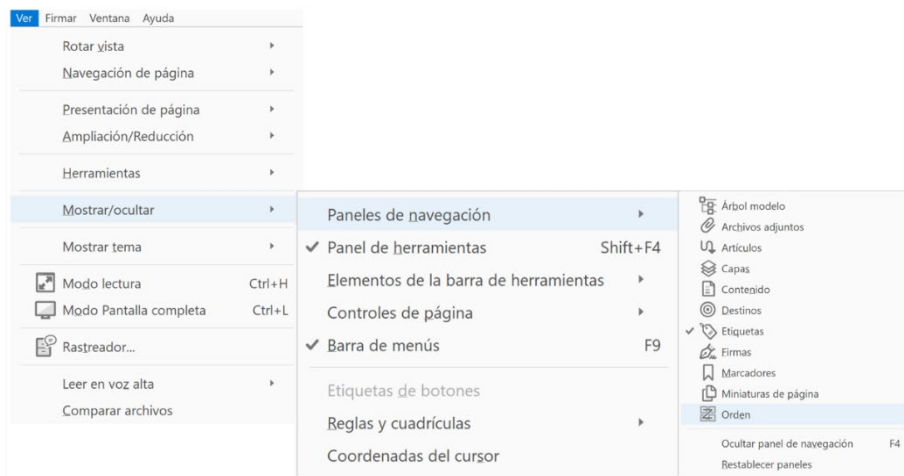 Ver Firmar Ventana Ayuda
Rotar vista
Navegación de página
Presentación de página
Ampliación/Reducción
Herramientas
Mostrar/ocultar
Mostrar tema
Modo lectura Ctrl+H
Modo Pantalla completa Ctrl+L
Rastreador...
Leer en voz alta
Comparar archivos
Paneles de navegación
Panel de herramientas Shift+F4
Elementos de la barra de herramientas
Controles de página
Barra de menús F9
Etiquetas de botones
Reglas y cuadrículas
Coordenadas del cursor
Árbol modelo
Archivos adjuntos
Artículos
Capas
Contenido
Destinos
Etiquetas
Firmas
Marcadores
Miniaturas de página
Orden
Ocultar panel de navegación F4
Restablecer paneles